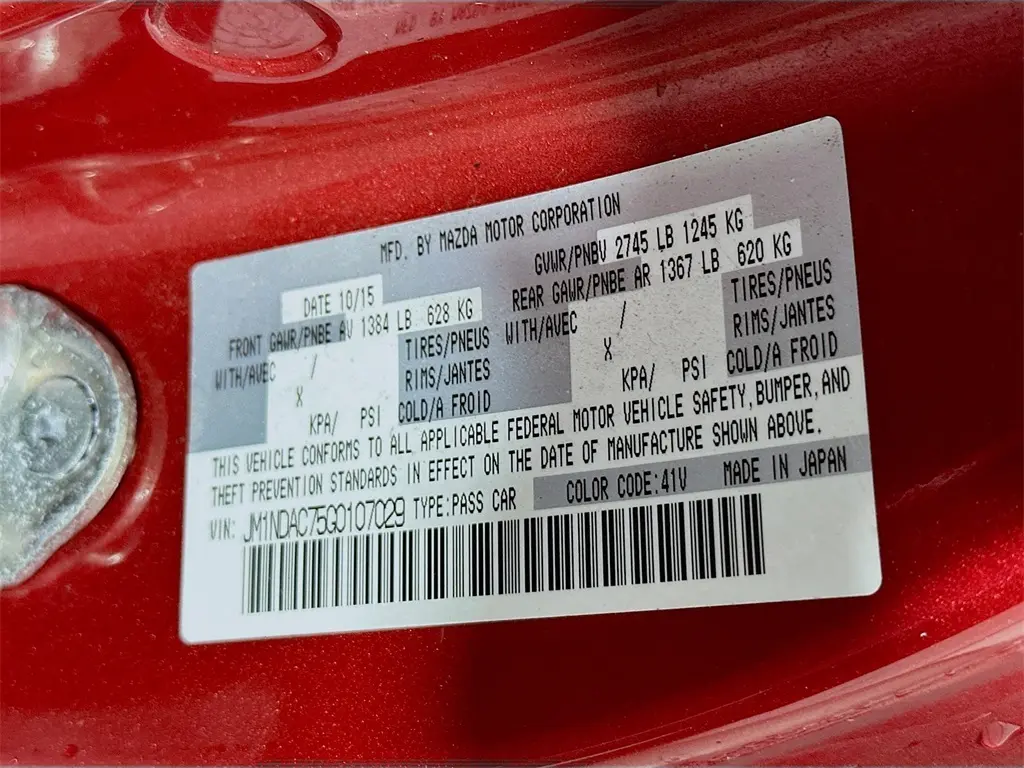 MFD. BY MAZDA MOTOR CORPORATION
DATE 10/15
GVWR/PNBV 2745 LB 1245 KG
FRONT GAWR/PNBE AV 1384 LB 628 KG
REAR GAWR/PNBE AR 1367 LB 620 KG
WITH/AVEC / TIRES/PNEUS
WITH/AVEC / TIRES/PNEUS
X RIMS/JANTES
X RIMS/JANTES
KPA/ PSI COLD/A FROID
KPA/ PSI COLD/A FROID
THIS VEHICLE CONFORMS TO ALL APPLICABLE FEDERAL MOTOR VEHICLE SAFETY, BUMPER, AND
THEFT PREVENTION STANDARDS IN EFFECT ON THE DATE OF MANUFACTURE SHOWN ABOVE.
VIN: JM1NDAC75G0107029 TYPE:PASS CAR COLOR CODE:41V MADE IN JAPAN